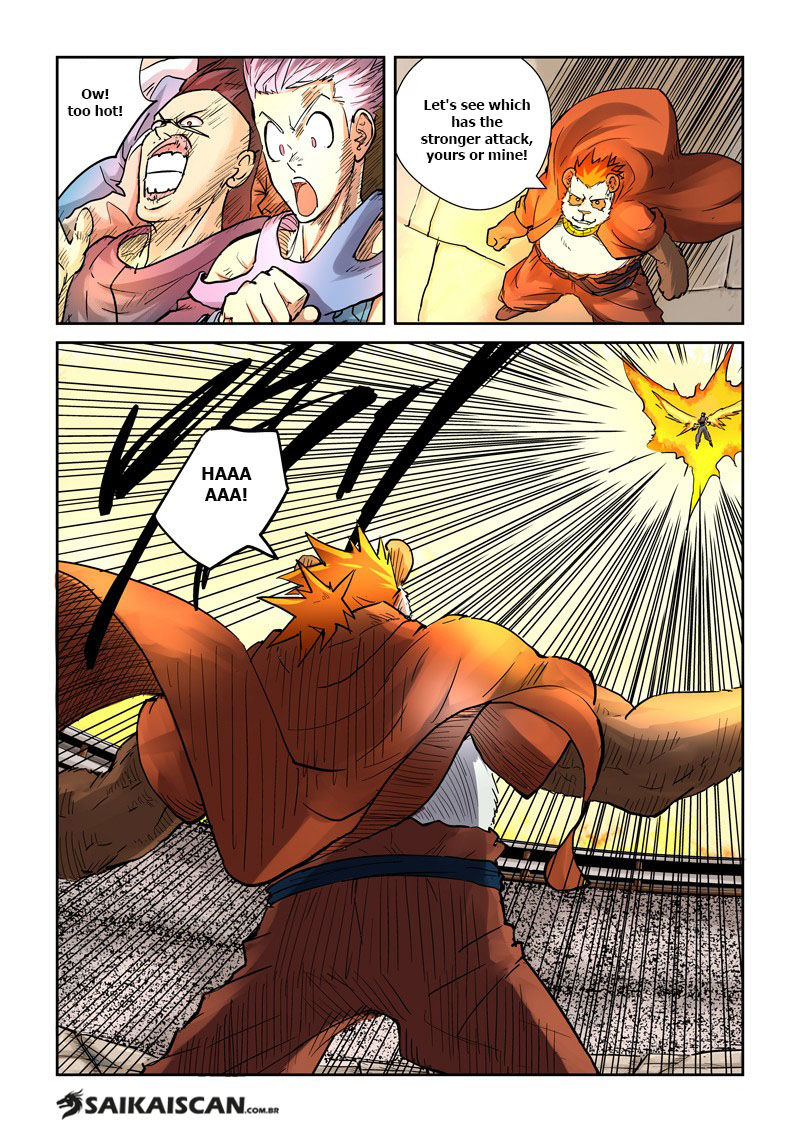 Ow!
too hot!
Let's see which
has the
stronger attack,
yours or mine!
HAAA
AAA!
SAIKAISCAN.COM.BR